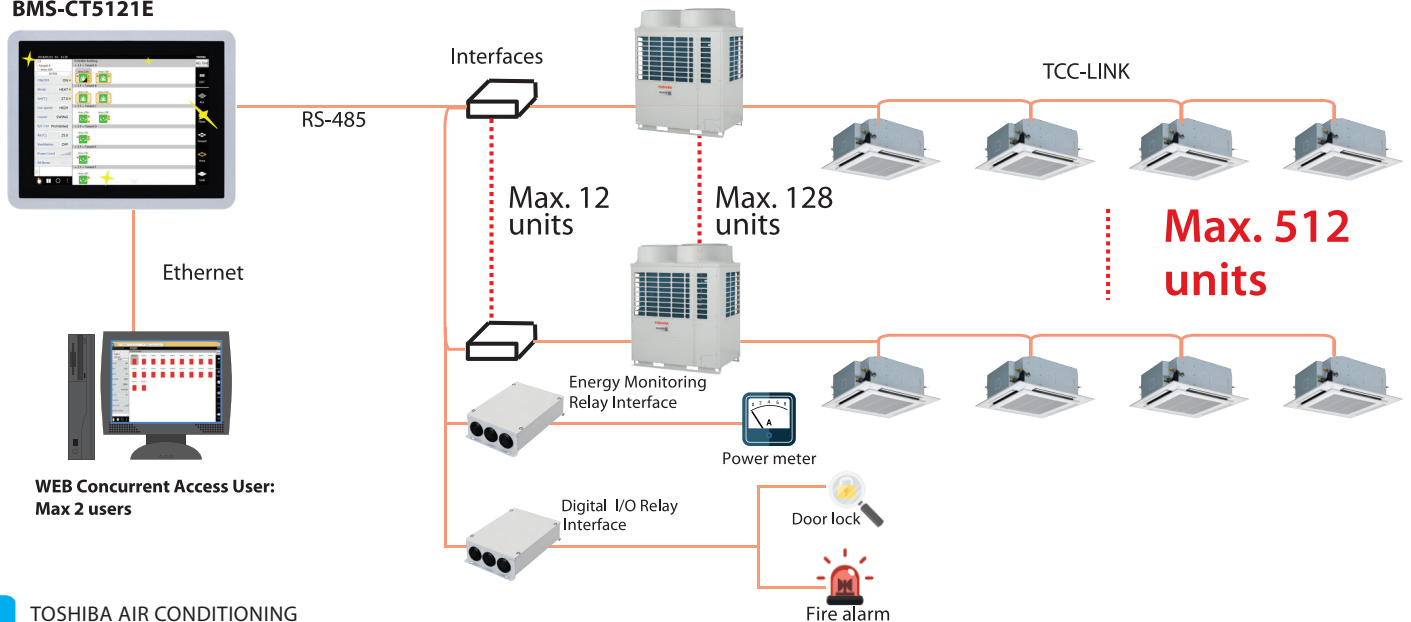 BMS-CT5121E
Interfaces
TCC-LINK
RS-485
Max. 12
units
Max. 128
units
Max. 512
units
Ethernet
Energy Monitoring
Relay Interface
A
Power meter
WEB Concurrent Access User:
Max 2 users
Digital I/O Relay
Interface
Door lock
Fire alarm
TOSHIBA AIR CONDITIONING